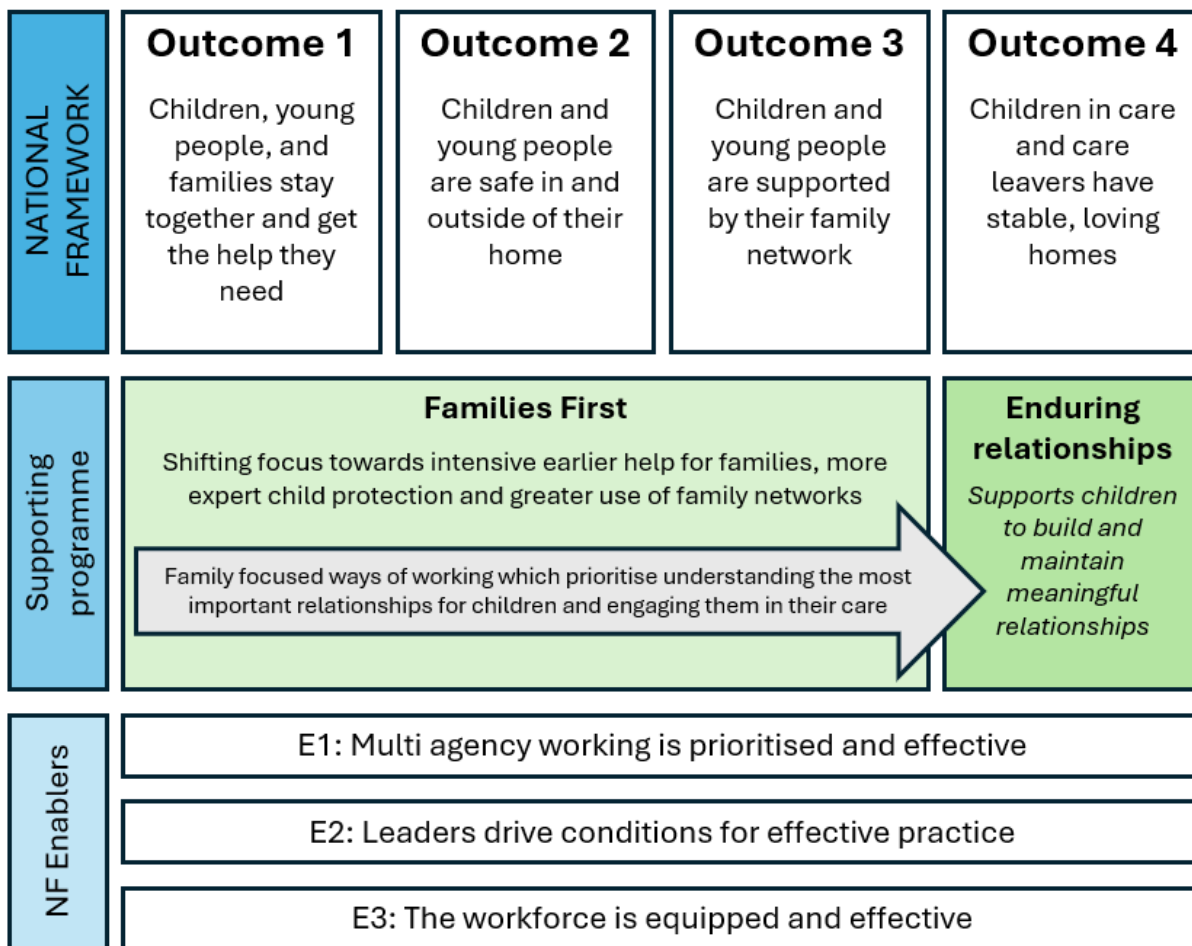 NATIONAL
FRAMEWORK
Outcome 1
Children, young
people, and
families stay
together and get
the help they
need
Outcome 2
Children and
young people
are safe in and
outside of their
home
Outcome 3
Children and
young people
are supported
by their family
network
Outcome 4
Children in care
and care
leavers have
stable, loving
homes
Supporting
programme
Families First
Shifting focus towards intensive earlier help for families, more
expert child protection and greater use of family networks
Family focused ways of working which prioritise understanding the most
important relationships for children and engaging them in their care
Enduring
relationships
Supports children
to build and
maintain
meaningful
relationships
NF Enablers
E1: Multi agency working is prioritised and effective
E2: Leaders drive conditions for effective practice
E3: The workforce is equipped and effective